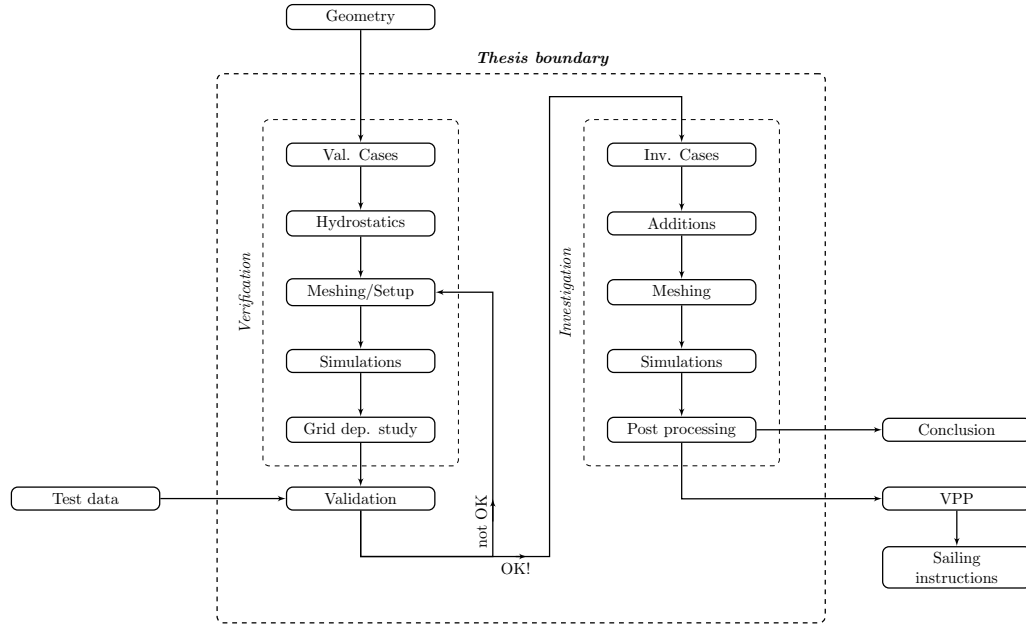 Geometry
Thesis boundary
Verification
Val. Cases
Hydrostatics
Meshing/Setup
Simulations
Grid dep. study
Test data
Validation
not OK
OK!
Investigation
Inv. Cases
Additions
Meshing
Simulations
Post processing
Conclusion
VPP
Sailing
instructions